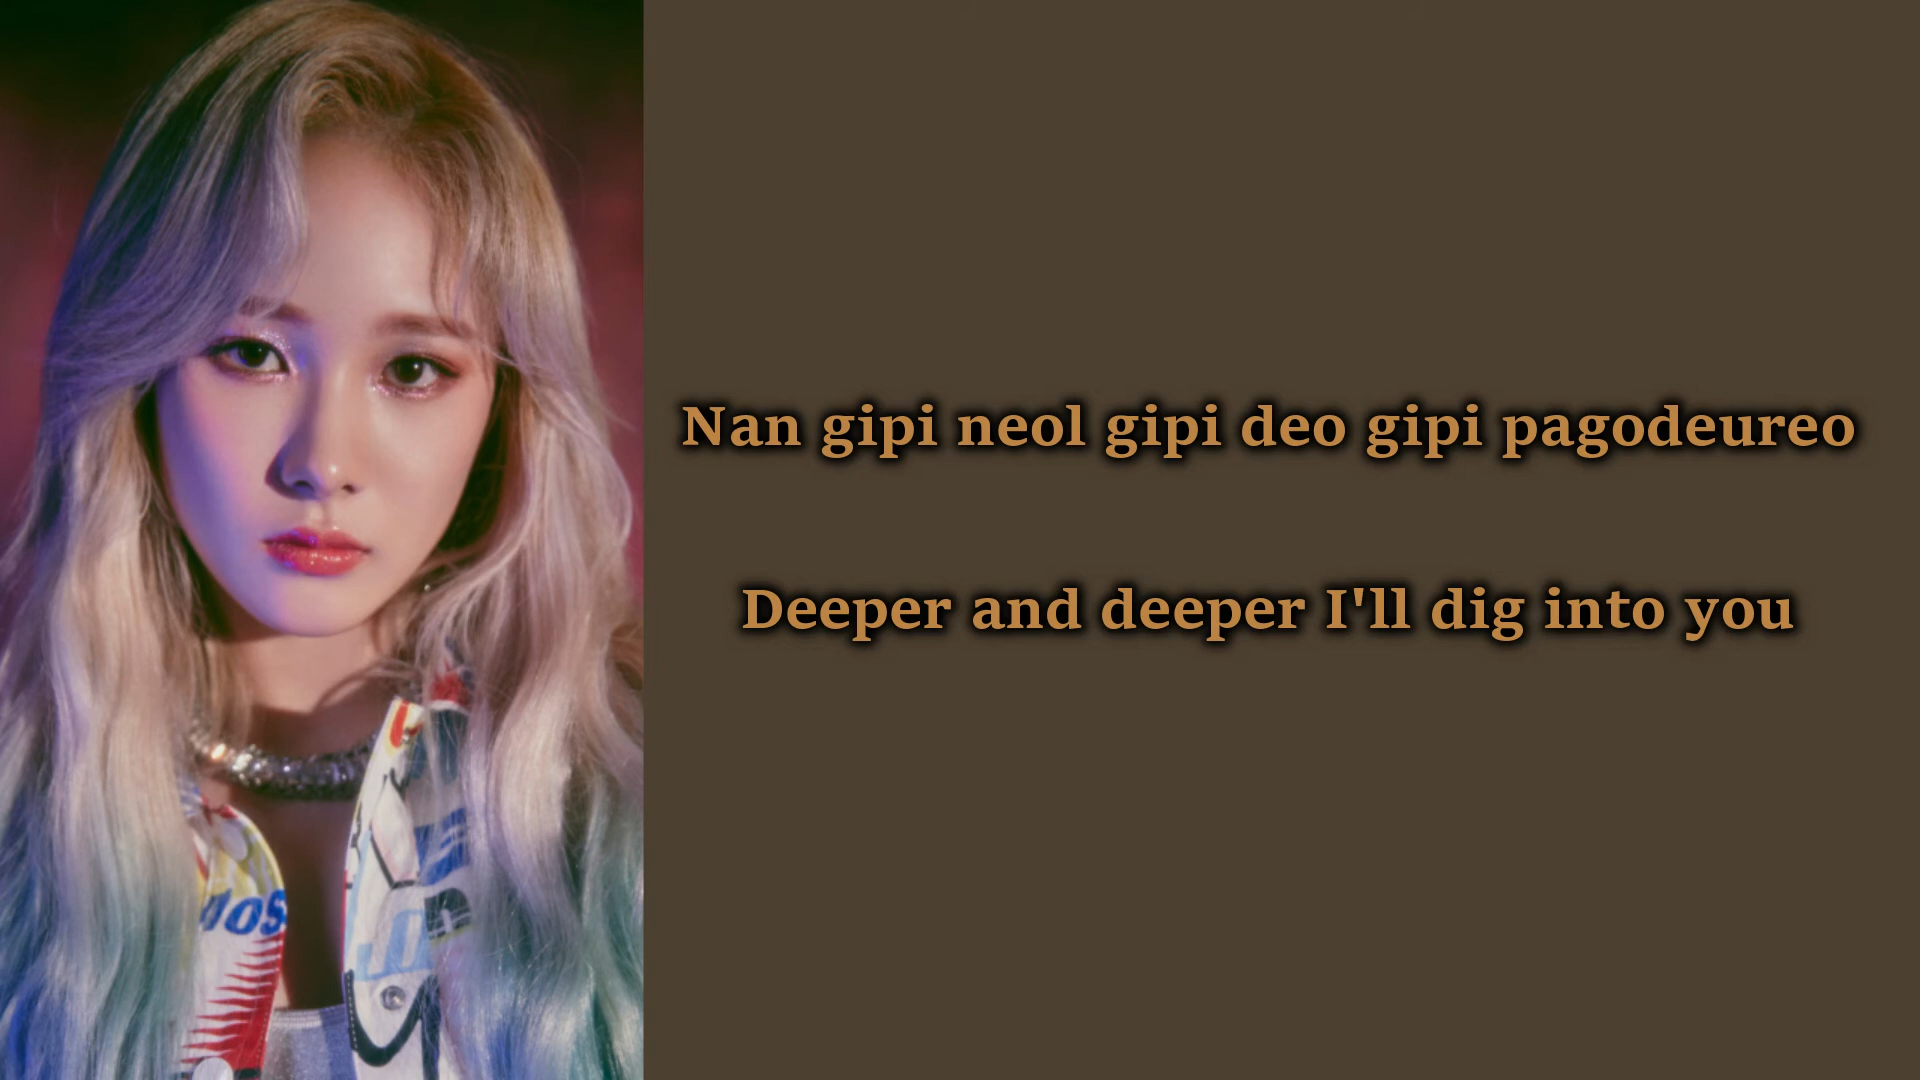 Nan gipi neol gipi deo gipi pagodeureo
Deeper and deeper I'll dig into you